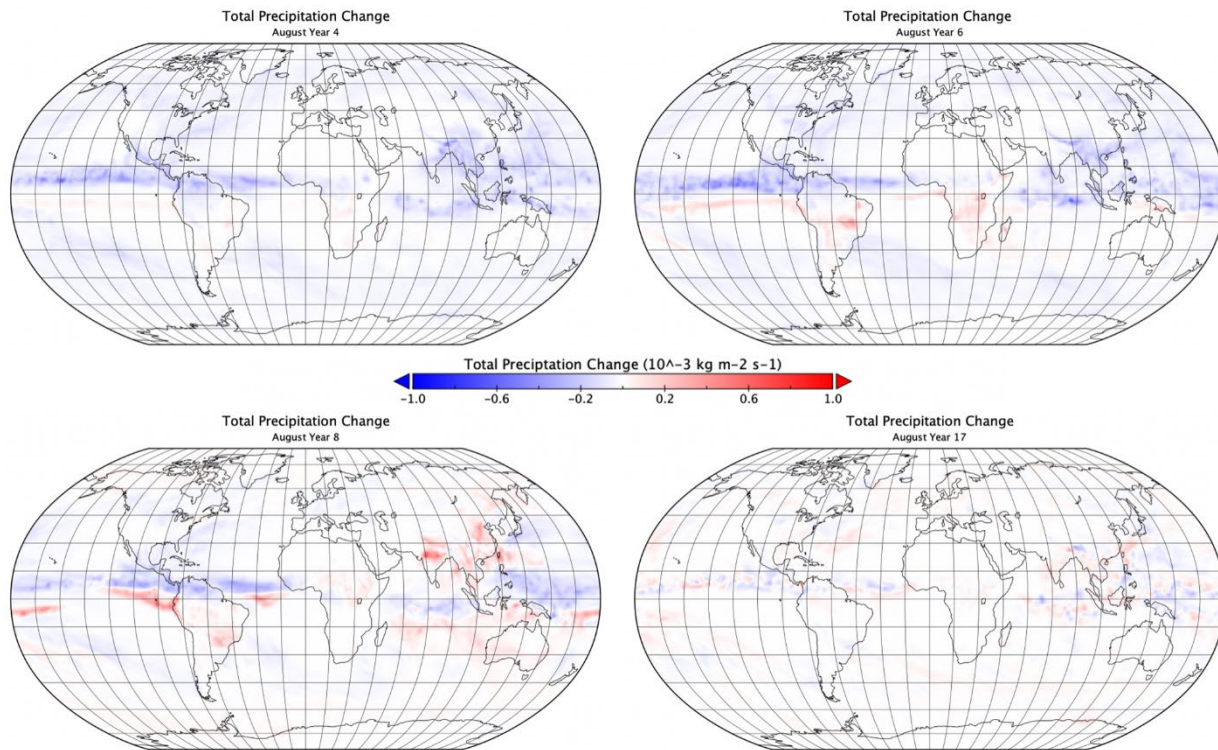 Total Precipitation Change
August Year 4
Total Precipitation Change
August Year 6
Total Preciptation Change (10^-3 kg m-2 s-1)
-1.0 -0.6 -0.2 0.2 0.6 1.0
Total Precipitation Change
August Year 8
Total Precipitation Change
August Year 17